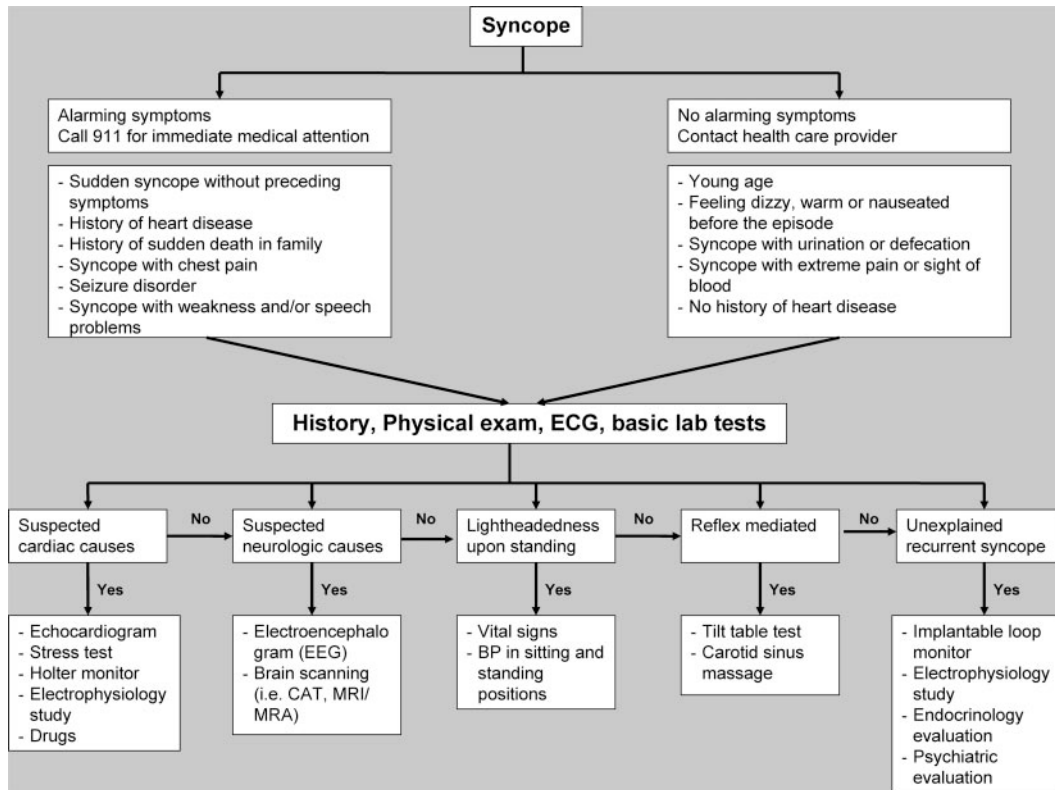 Syncope
Alarming symptoms
Call 911 for immediate medical attention
No alarming symptoms
Contact health care provider
- Sudden syncope without preceding
symptoms
- History of heart disease
- History of sudden death in family
- Syncope with chest pain
- Seizure disorder
- Syncope with weakness and/or speech
problems
- Young age
- Feeling dizzy, warm or nauseated
before the episode
- Syncope with urination or defecation
- Syncope with extreme pain or sight of
blood
- No history of heart disease
History, Physical exam, ECG, basic lab tests
Suspected
cardiac causes
No
Suspected
neurologic causes
No
Lightheadedness
upon standing
No
Reflex mediated
No
Unexplained
recurrent syncope
Yes
Yes
Yes
Yes
Yes
- Echocardiogram
- Stress test
- Holter monitor
- Electrophysiology
study
- Drugs
- Electroencephalo
gram (EEG)
- Brain scanning
(i.e. CAT, MRI/
MRA)
- Vital signs
- BP in sitting and
standing
positions
- Tilt table test
- Carotid sinus
massage
- Implantable loop
monitor
- Electrophysiology
study
- Endocrinology
evaluation
- Psychiatric
evaluation